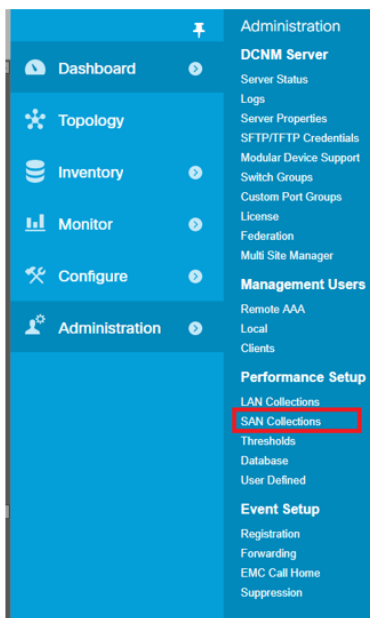 Dashboard
Topology
Inventory
Monitor
Configure
Administration
Administration
DCNM Server
Server Status
Logs
Server Properties
SFTP/TFTP Credentials
Modular Device Support
Switch Groups
Custom Port Groups
License
Federation
Multi Site Manager
Management Users
Remote AAA
Local
Clients
Performance Setup
LAN Collections
SAN Collections
Thresholds
Database
User Defined
Event Setup
Registration
Forwarding
EMC Call Home
Suppression